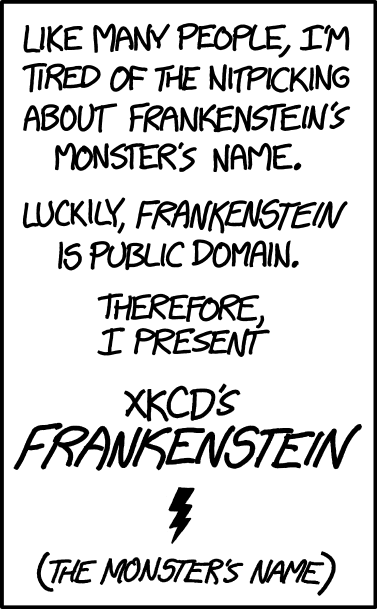 LIKE MANY PEOPLE, I'M
TIRED OF THE NITPICKING
ABOUT FRANKENSTEIN'S
MONSTER'S NAME.
LUCKILY, FRANKENSTEIN
IS PUBLIC DOMAIN.
THEREFORE,
I PRESENT
XKCD'S
FRANKENSTEIN
(THE MONSTER'S NAME)